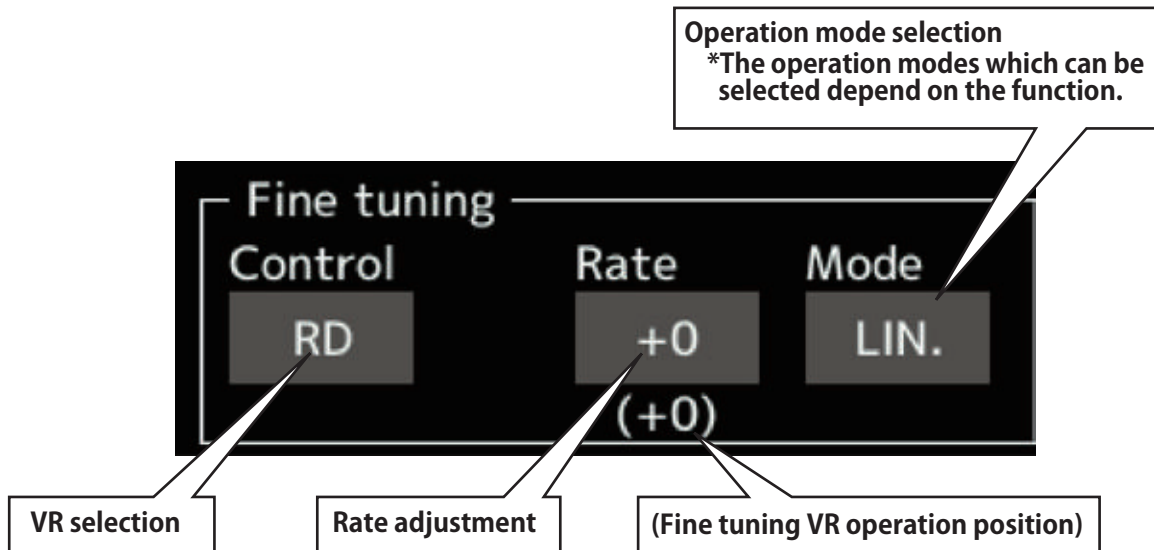 Operation mode selection
*The operation modes which can be
selected depend on the function.
Fine tuning
Control Rate Mode
RD +0 LIN.
(+0)
VR selection Rate adjustment (Fine tuning VR operation position)